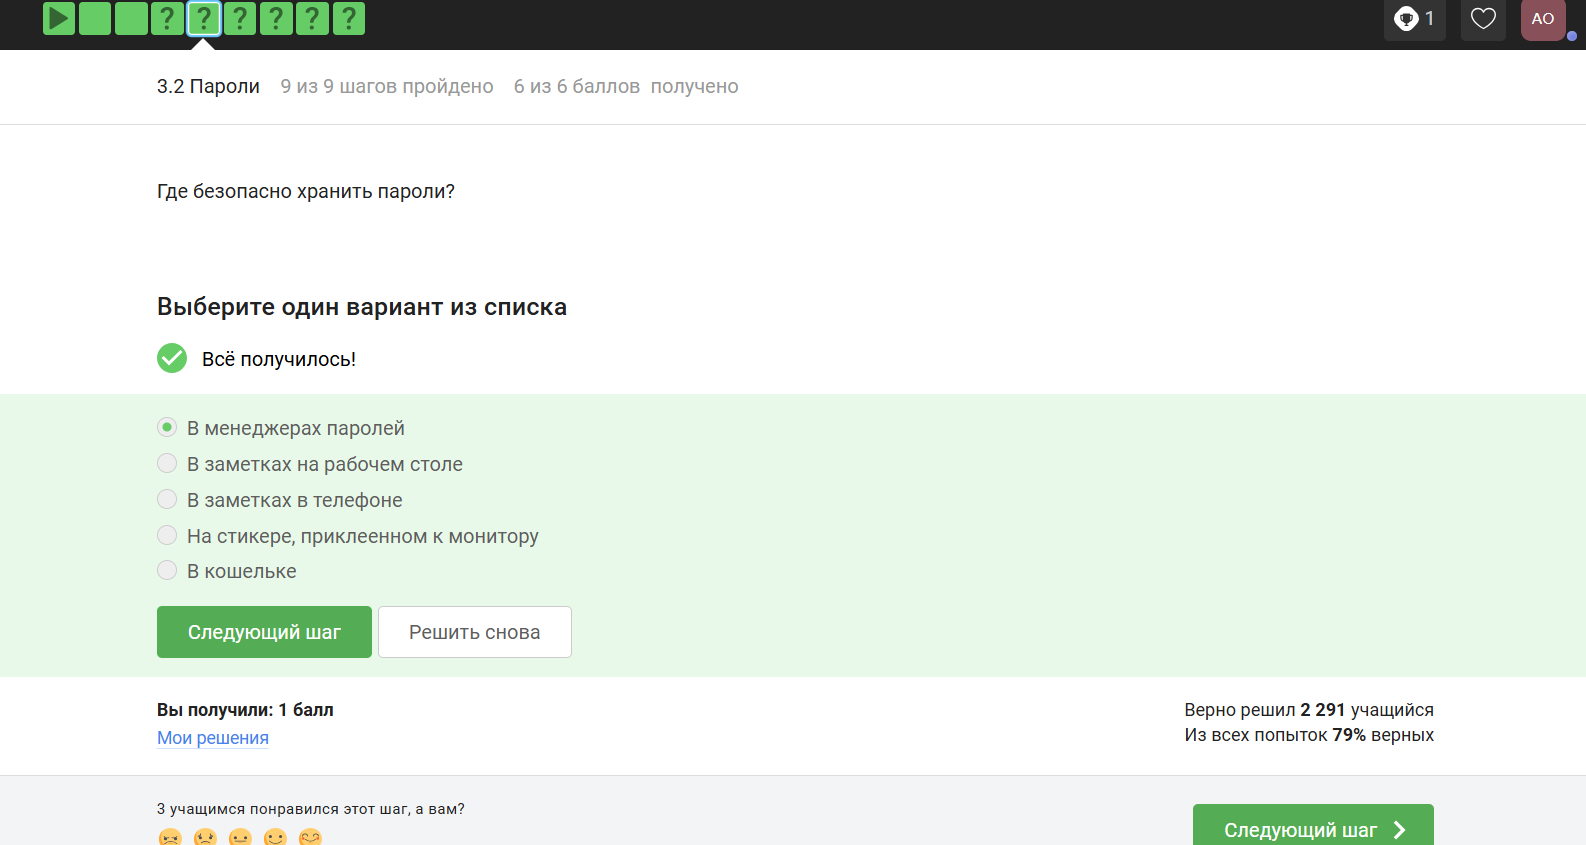 ? ? ? ? ? ?
1
AO
3.2 Пароли 9 из 9 шагов пройдено 6 из 6 баллов получено
Где безопасно хранить пароли?
Выберите один вариант из списка
Всё получилось!
В менеджерах паролей
В заметках на рабочем столе
В заметках в телефоне
На стикере, приклеенном к монитору
В кошельке
Следующий шаг Решить снова
Вы получили: 1 балл
Мои решения
Верно решил 2 291 учащийся
Из всех попыток 79% верных
3 учащимся понравился этот шаг, а вам?
Следующий шаг